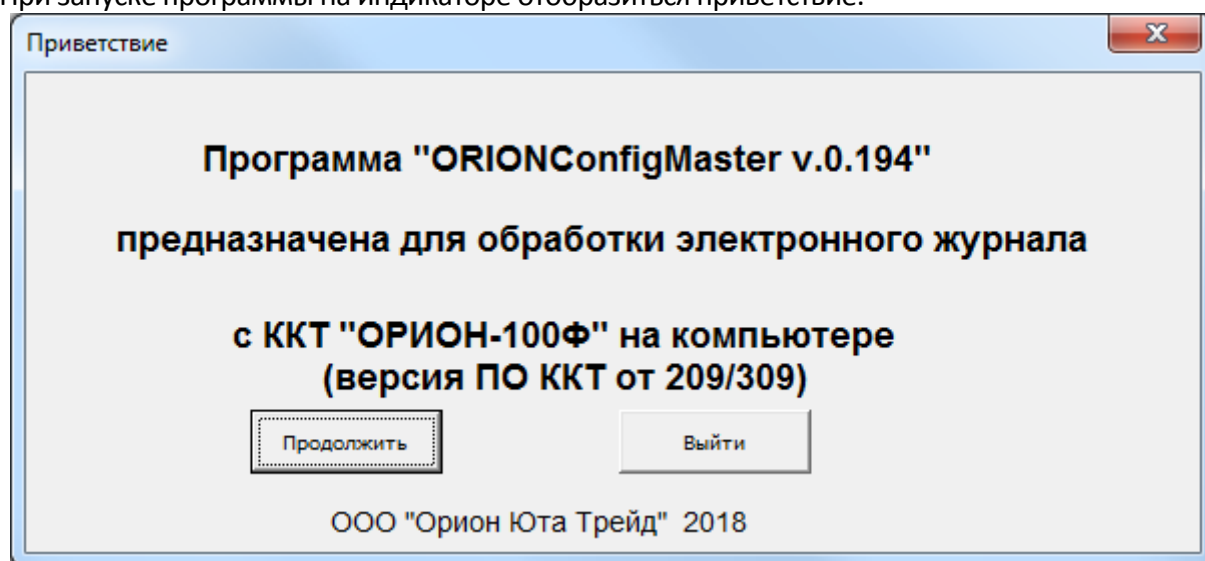 При запуске программы на индикаторе отобразиться приветствие:
Приветствие
Программа "ORIONConfigMaster v.0.194"
предназначена для обработки электронного журнала
с ККТ "ОРИОН-100Ф" на компьютере
(версия ПО ККТ от 209/309)
Продолжить
Выйти
ООО "Орион Юта Трейд" 2018